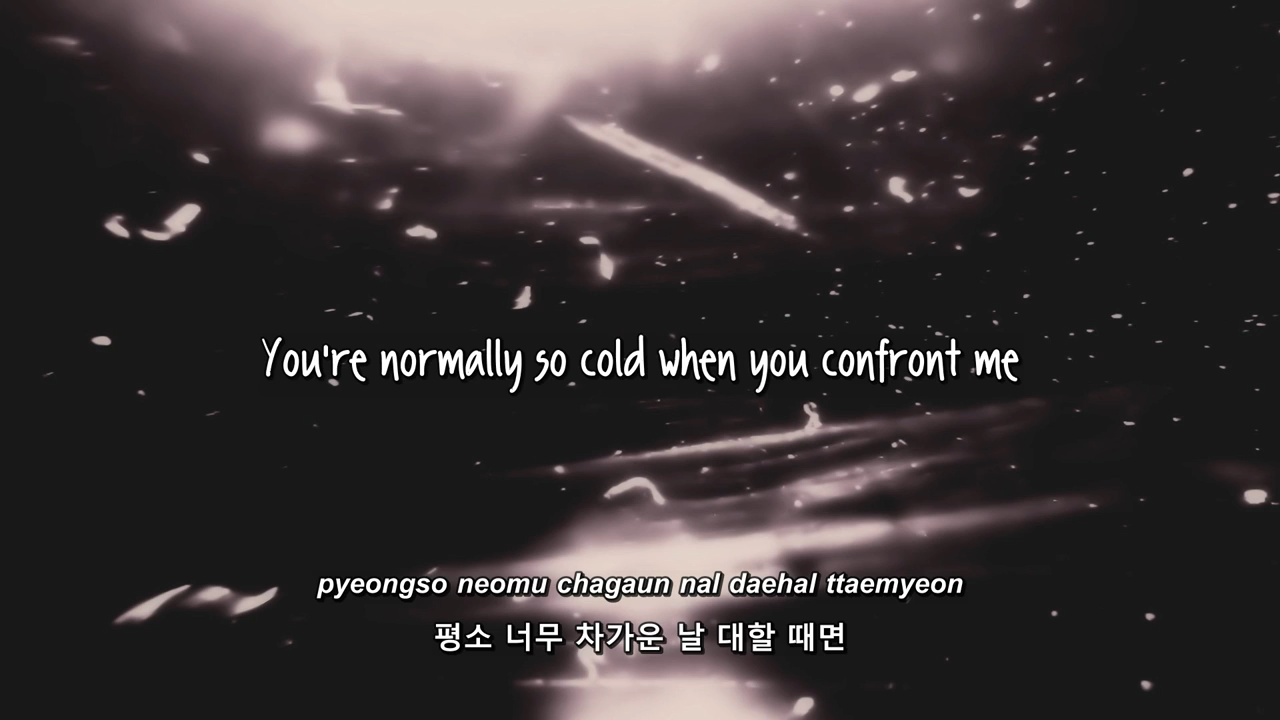 You're normally so cold when you confront me
pyeongso neomu chagaun nal daehal ttaemyeon
평소 너무 차가운 날 대할 때면